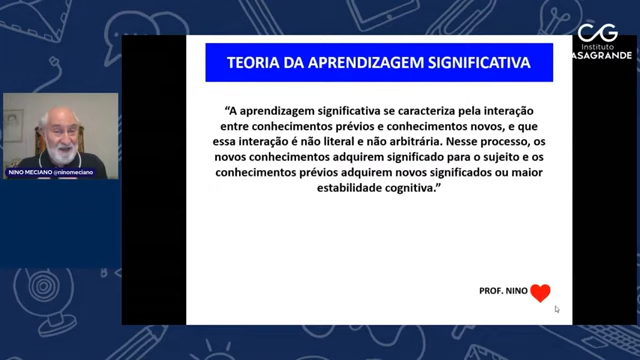 CG
Instituto
ASAGRANDE
TEORIA DA APRENDIZAGEM SIGNIFICATIVA
“A aprendizagem significativa se caracteriza pela interação
entre conhecimentos prévios e conhecimentos novos, e que
essa interação é não literal e não arbitrária. Nesse processo, os
novos conhecimentos adquirem significado para o sujeito e os
conhecimentos prévios adquirem novos significados ou maior
estabilidade cognitiva.”
NINO MECIANO @ninomeciano
PROF. NINO